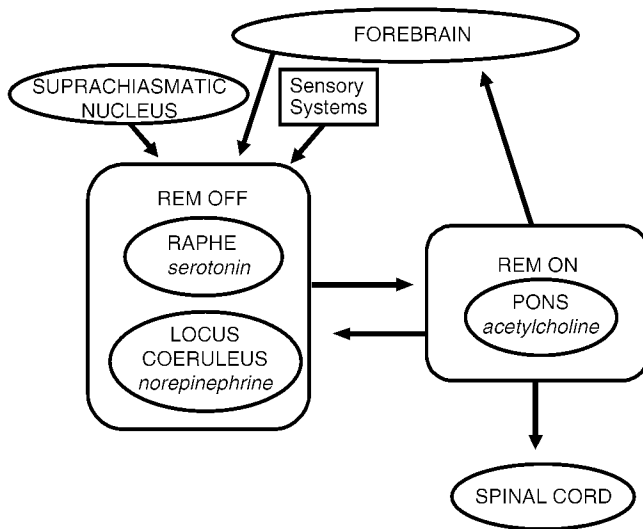 FOREBRAIN
SUPRACHIASMATIC
NUCLEUS
Sensory
Systems
REM OFF
RAPHE
serotonin
LOCUS
COERULEUS
norepinephrine
REM ON
PONS
acetylcholine
SPINAL CORD